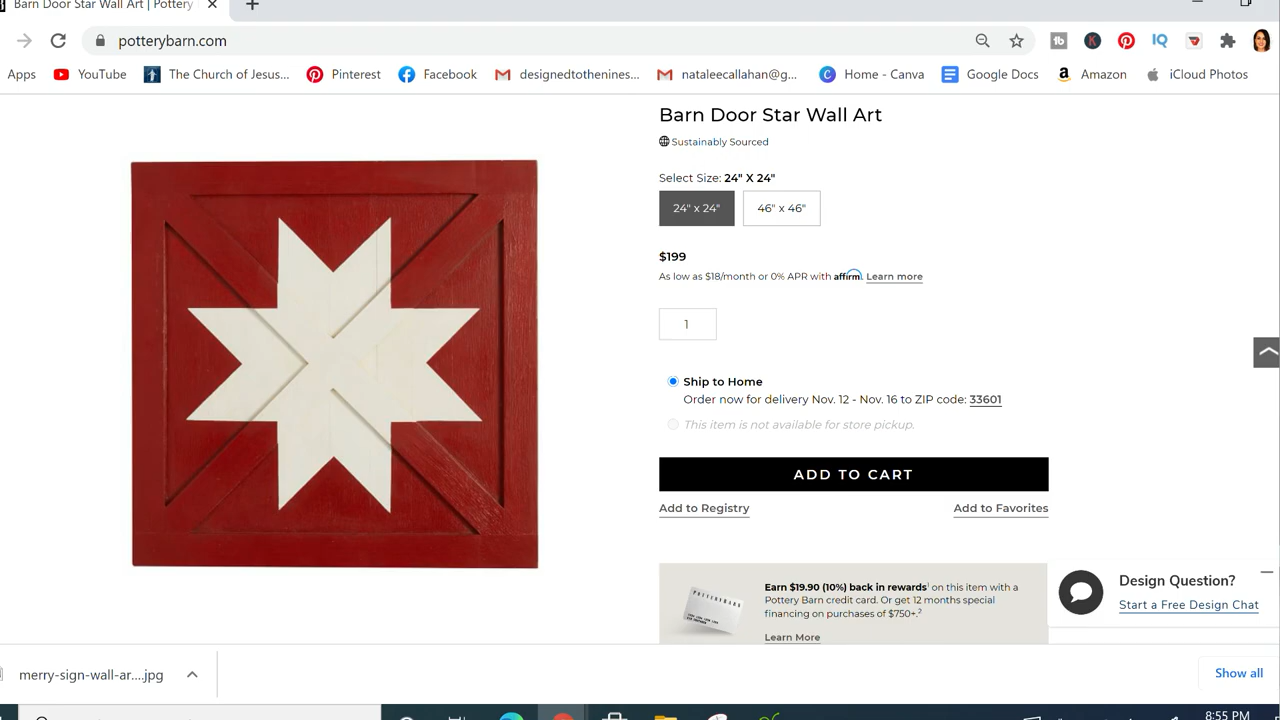 Barn Door Star Wall Art | Pottery
potterybarn.com
Apps YouTube The Church of Jesus... Pinterest Facebook designedtothenines... nataleecallahan@g... Home - Canva Google Docs Amazon iCloud Photos
Barn Door Star Wall Art
Sustainably Sourced
Select Size: 24" X 24"
24" x 24" 46" x 46"
$199
As low as $18/month or 0% APR with affirm. Learn more
1
Ship to Home
Order now for delivery Nov. 12 - Nov. 16 to ZIP code: 33601
This item is not available for store pickup.
ADD TO CART
Add to Registry Add to Favorites
Earn $19.90 (10%) back in rewards¹ on this item with a
Pottery Barn credit card. Or get 12 months special
financing on purchases of $750+.²
Learn More
POTTERY BARN
Design Question?
Start a Free Design Chat
merry-sign-wall-ar....jpg
Show all
8:55 PM